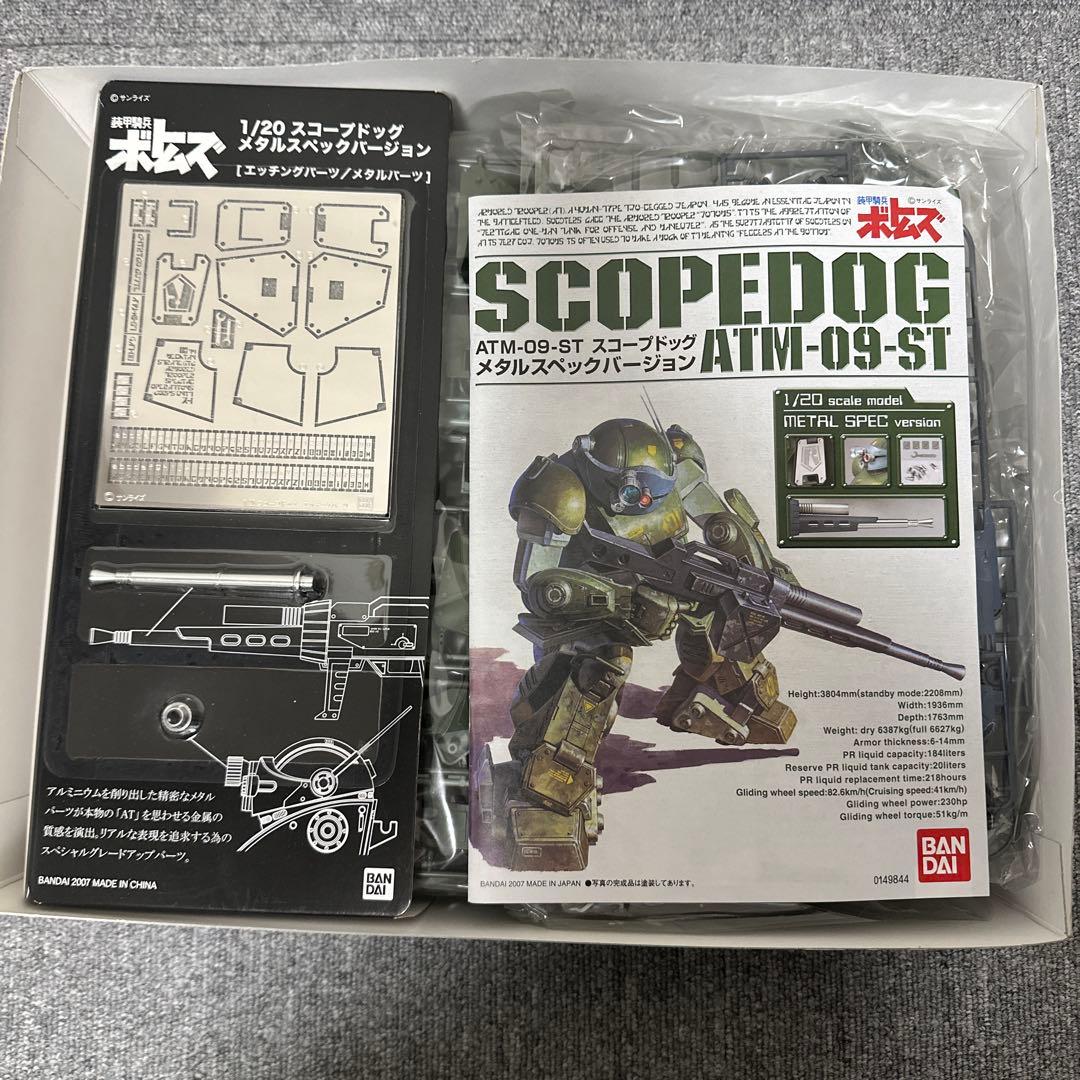 ©サンライズ
装甲騎兵
ボトムズ
1/20 スコープドッグ
メタルスペックバージョン
[エッチングパーツ/メタルパーツ]
©サンライズ
アルミニウムを削り出した精密なメタル
パーツが本物の「AT」を思わせる金属の
質感を演出。リアルな表現を追求する為の
スペシャルグレードアップパーツ。
BANDAI 2007 MADE IN CHINA
BAN
DAI
装甲騎兵
ボトムズ
©サンライズ
SCOPEDOG
ATM-09-ST スコープドッグ
メタルスペックバージョン
ATM-09-ST
1/20 scale model
METAL SPEC version
Height:3804mm(standby mode:2208mm)
Width:1936mm
Depth:1763mm
Weight: dry 6387kg(full 6627kg)
Armor thickness:6-14mm
PR liquid capacity:184liters
Reserve PR liquid tank capacity:20liters
PR liquid replacement time:218hours
Gliding wheel speed:82.6km/h(Cruising speed:41km/h)
Gliding wheel power:230hp
Gliding wheel torque:51kg/m
BAN
DAI
BANDAI 2007 MADE IN JAPAN ●写真の完成品は塗装してあります。
0149844